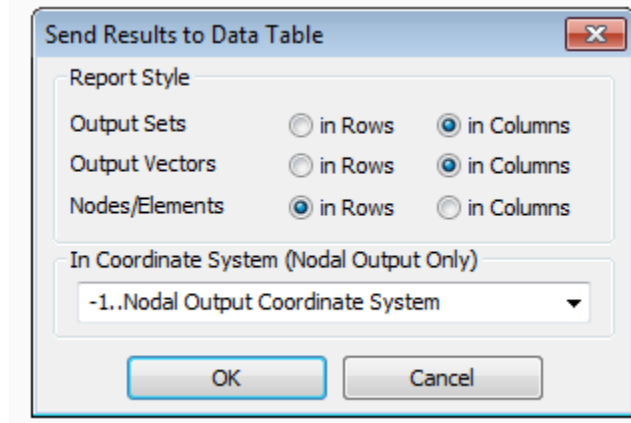 Send Results to Data Table
Report Style
Output Sets in Rows in Columns
Output Vectors in Rows in Columns
Nodes/Elements in Rows in Columns
In Coordinate System (Nodal Output Only)
-1..Nodal Output Coordinate System
OK Cancel